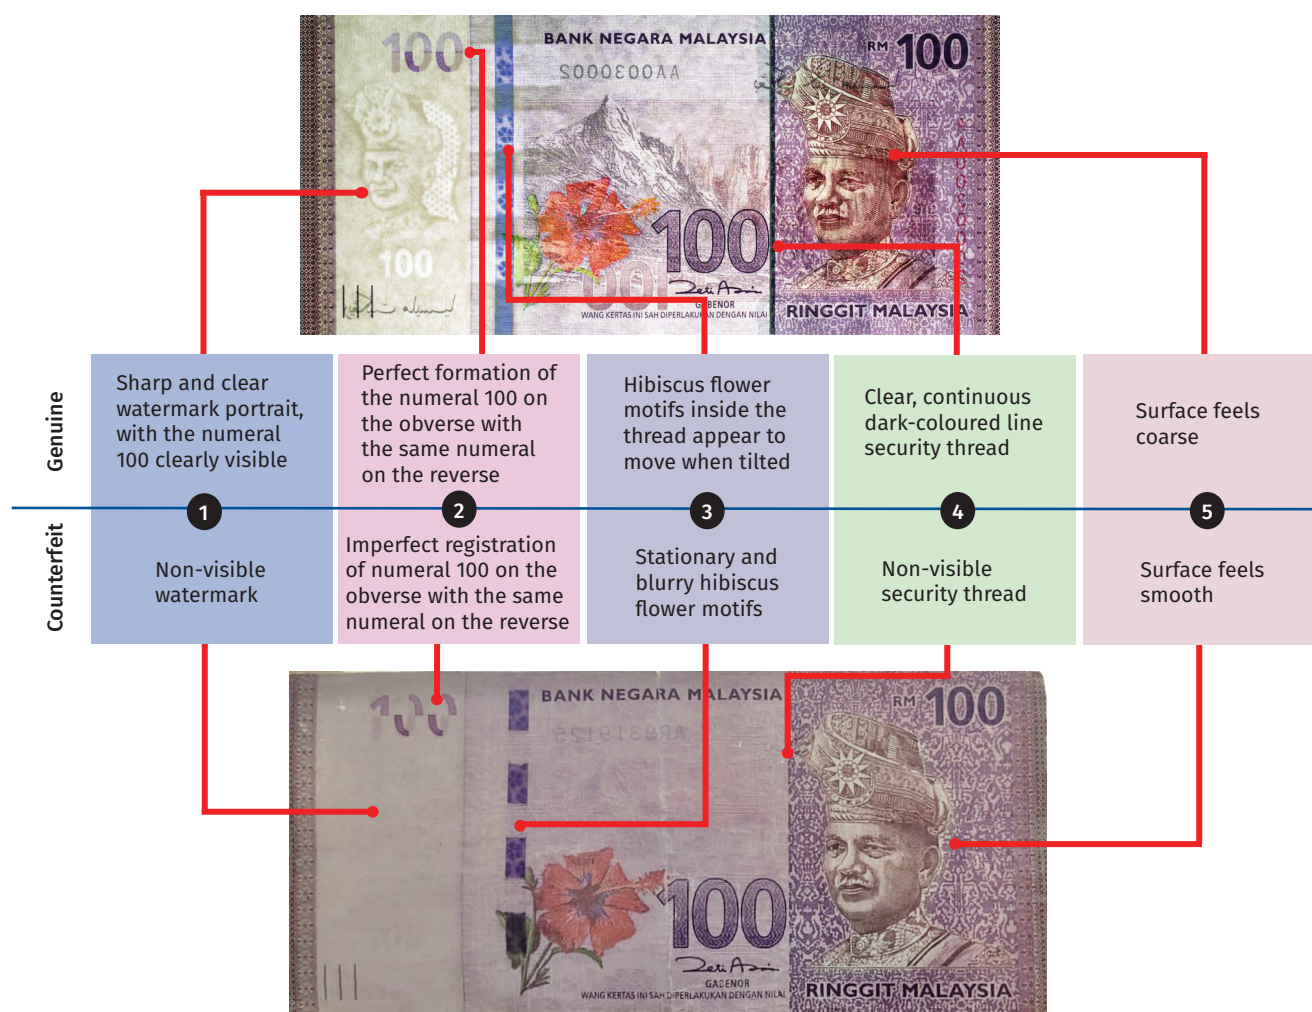 100
BANK NEGARA MALAYSIA
RM 100
AA0030002
100
100
100
GABENOR
WANG KERTAS INI SAH DIPERLAKUKAN DENGAN NILAI
RINGGIT MALAYSIA
Genuine
Sharp and clear
watermark portrait,
with the numeral
100 clearly visible
Perfect formation of
the numeral 100 on
the obverse with
the same numeral
on the reverse
Hibiscus flower
motifs inside the
thread appear to
move when tilted
Clear, continuous
dark-coloured line
security thread
Surface feels
coarse
1
2
3
4
5
Counterfeit
Non-visible
watermark
Imperfect registration
of numeral 100 on the
obverse with the same
numeral on the reverse
Stationary and
blurry hibiscus
flower motifs
Non-visible
security thread
Surface feels
smooth
100
BANK NEGARA MALAYSIA
RM 100
AR8319125
100
GABENOR
WANG KERTAS INI SAH DIPERLAKUKAN DENGAN NILAI
RINGGIT MALAYSIA